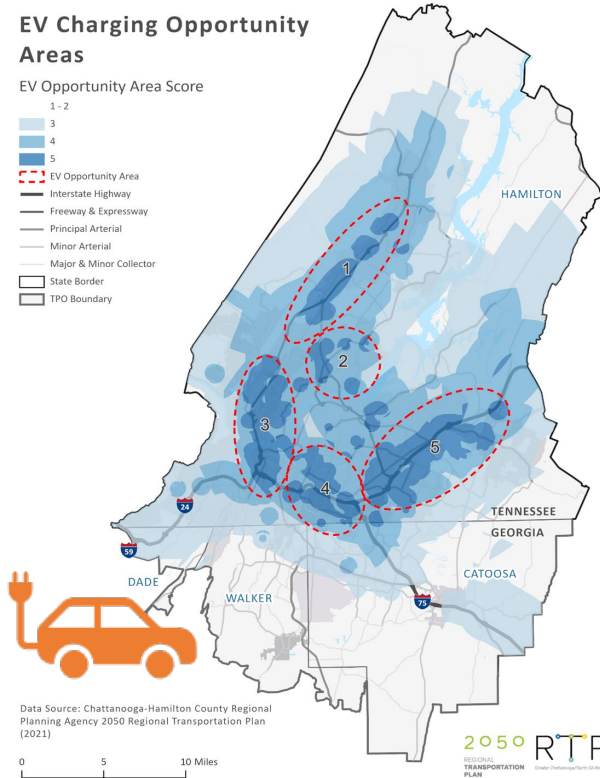 EV Charging Opportunity
Areas
EV Opportunity Area Score
1 - 2
3
4
5
EV Opportunity Area
Interstate Highway
Freeway & Expressway
Principal Arterial
Minor Arterial
Major & Minor Collector
State Border
TPO Boundary
HAMILTON
1
2
3
4
5
24
59
75
TENNESSEE
GEORGIA
DADE
WALKER
CATOOSA
Data Source: Chattanooga-Hamilton County Regional
Planning Agency 2050 Regional Transportation Plan
(2021)
0 5 10 Miles
2050
REGIONAL
TRANSPORTATION
PLAN
RTP